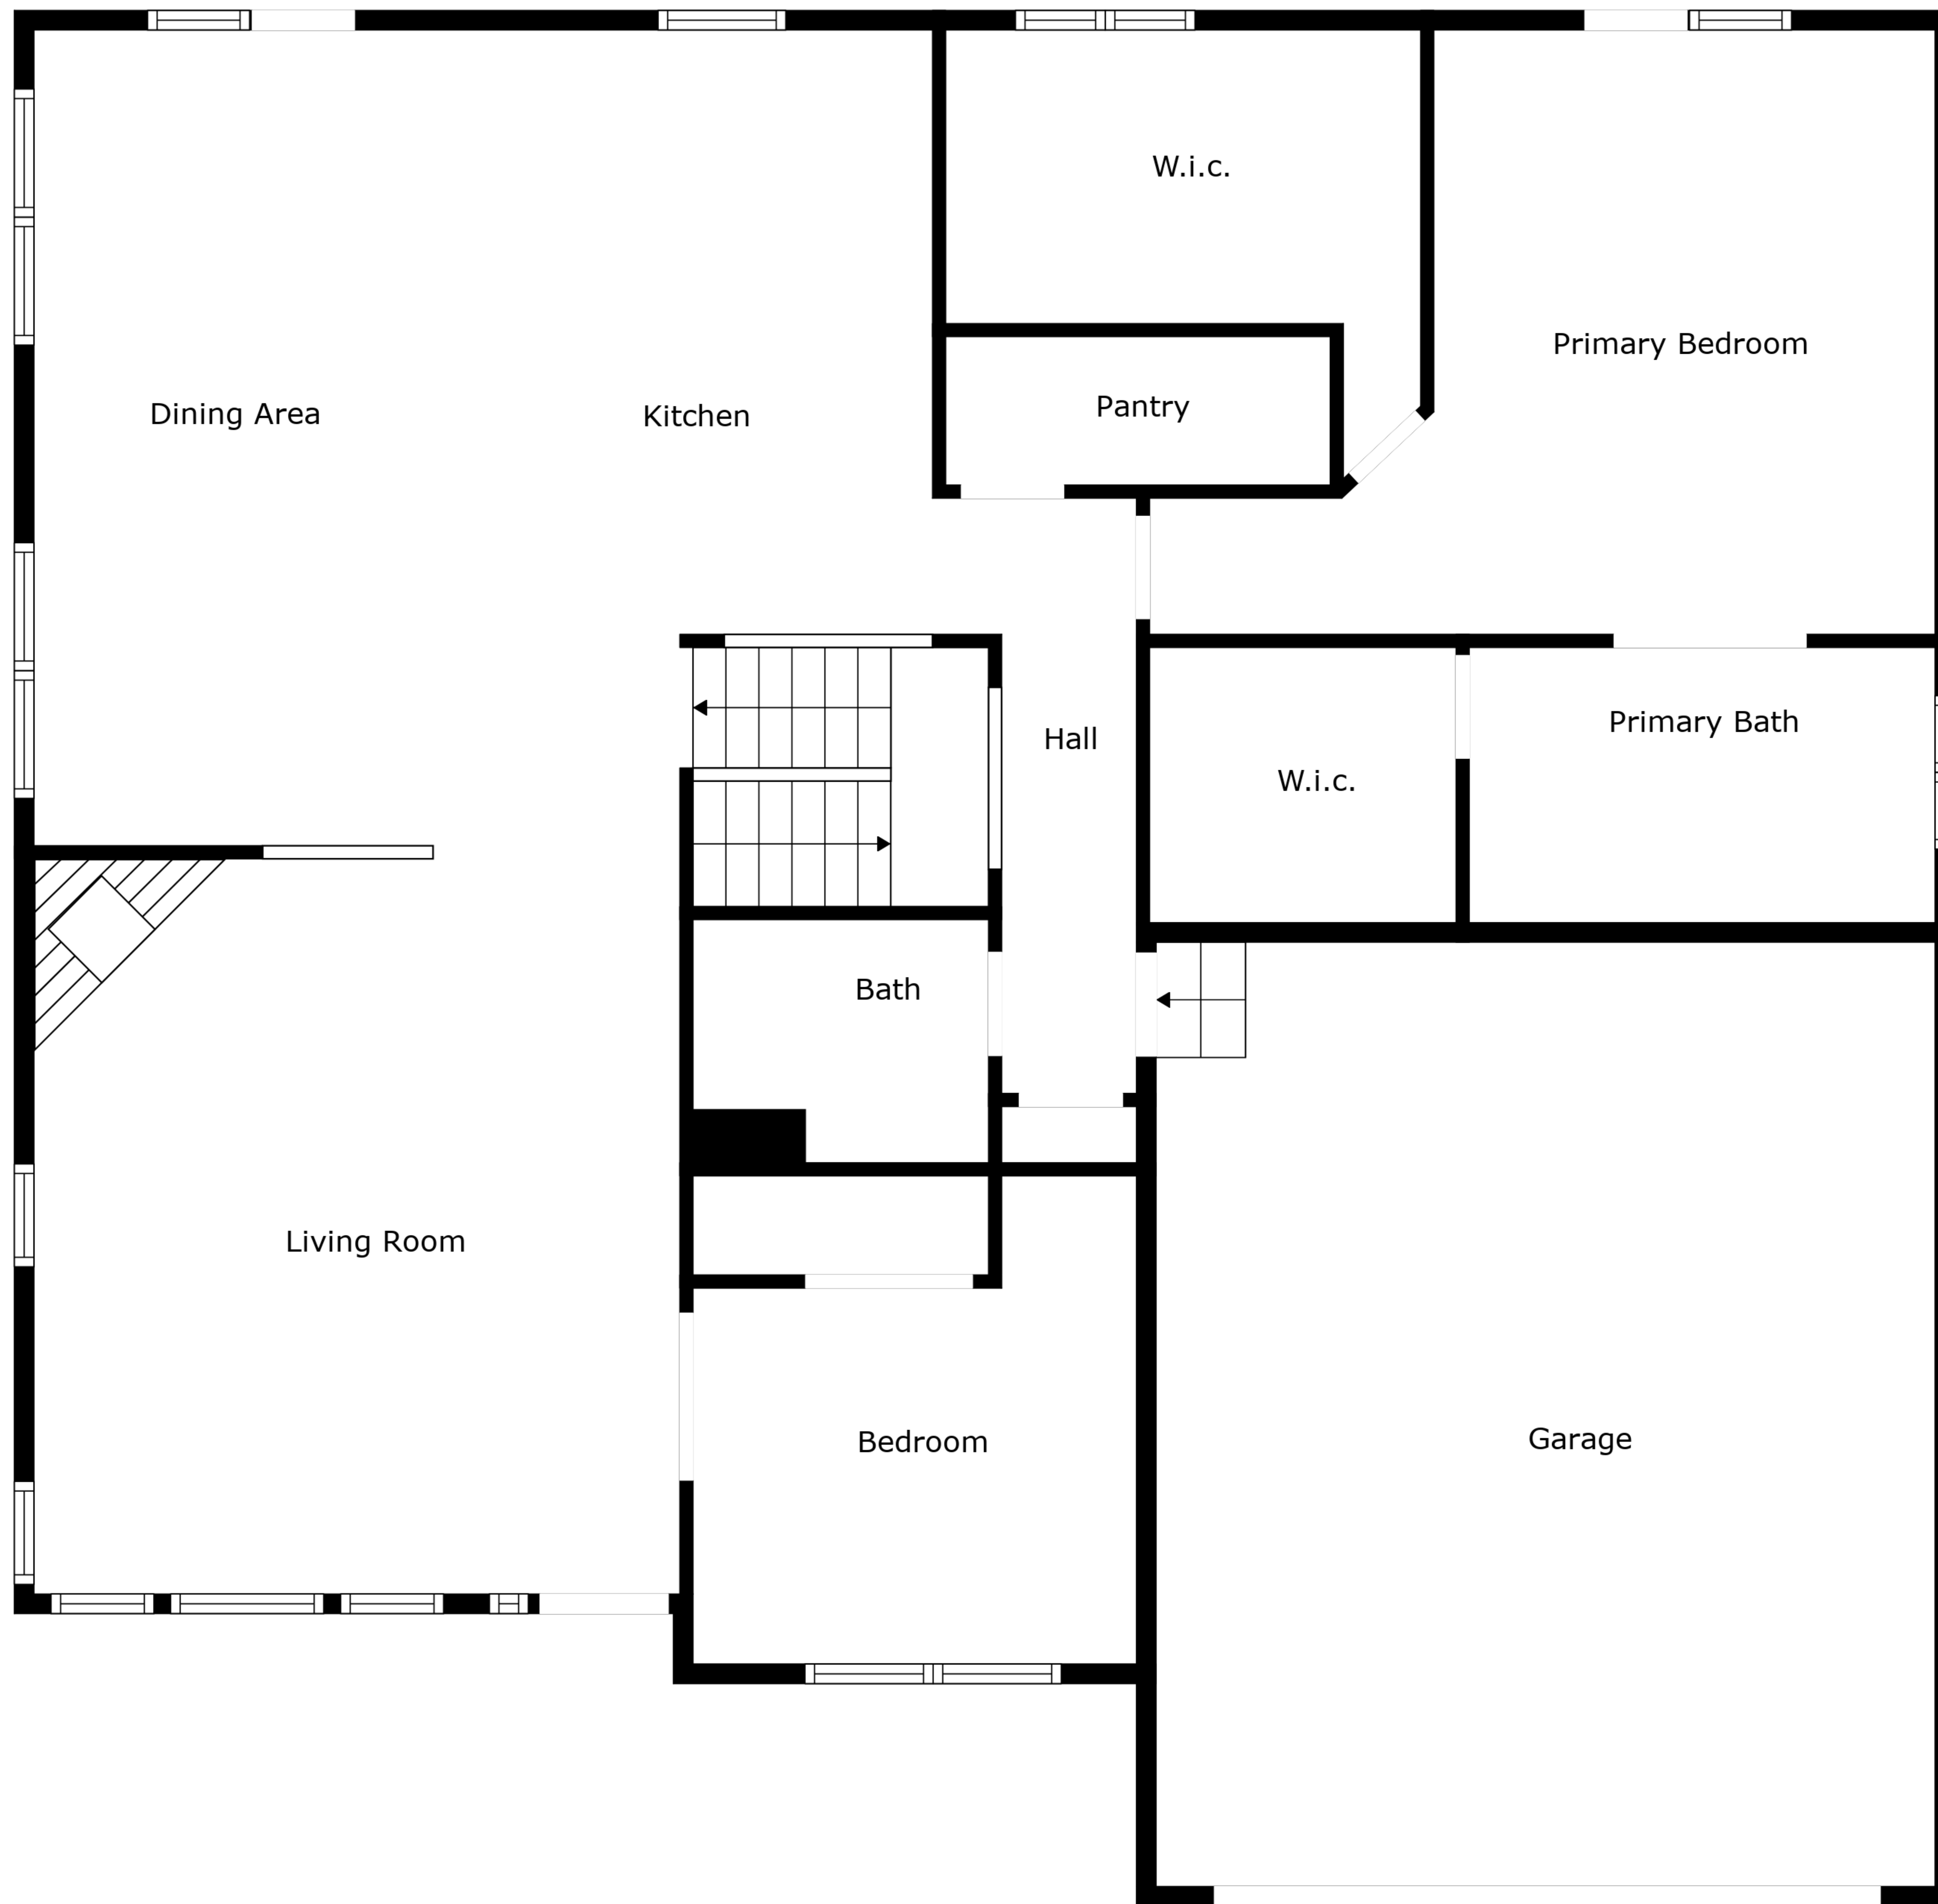 W.i.c.
Primary Bedroom
Dining Area
Kitchen
Pantry
Hall
Primary Bath
W.i.c.
Bath
Living Room
Bedroom
Garage